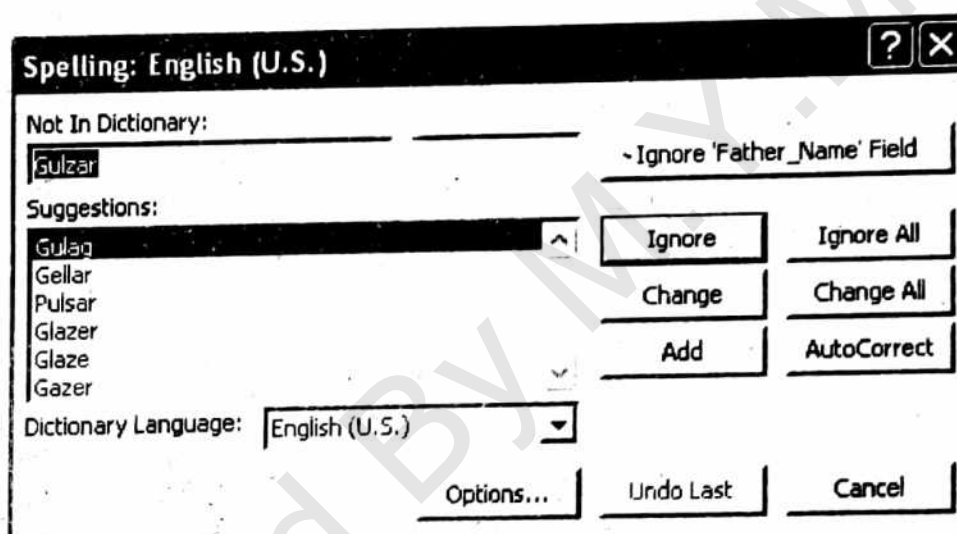 Spelling: English (U.S.)
Not In Dictionary:
Gulzar
Ignore 'Father_Name' Field
Suggestions:
Gulag
Gellar
Pulsar
Glazer
Glaze
Gazer
Ignore
Ignore All
Change
Change All
Add
AutoCorrect
Dictionary Language: English (U.S.)
Options...
Undo Last
Cancel
d By M.Y.